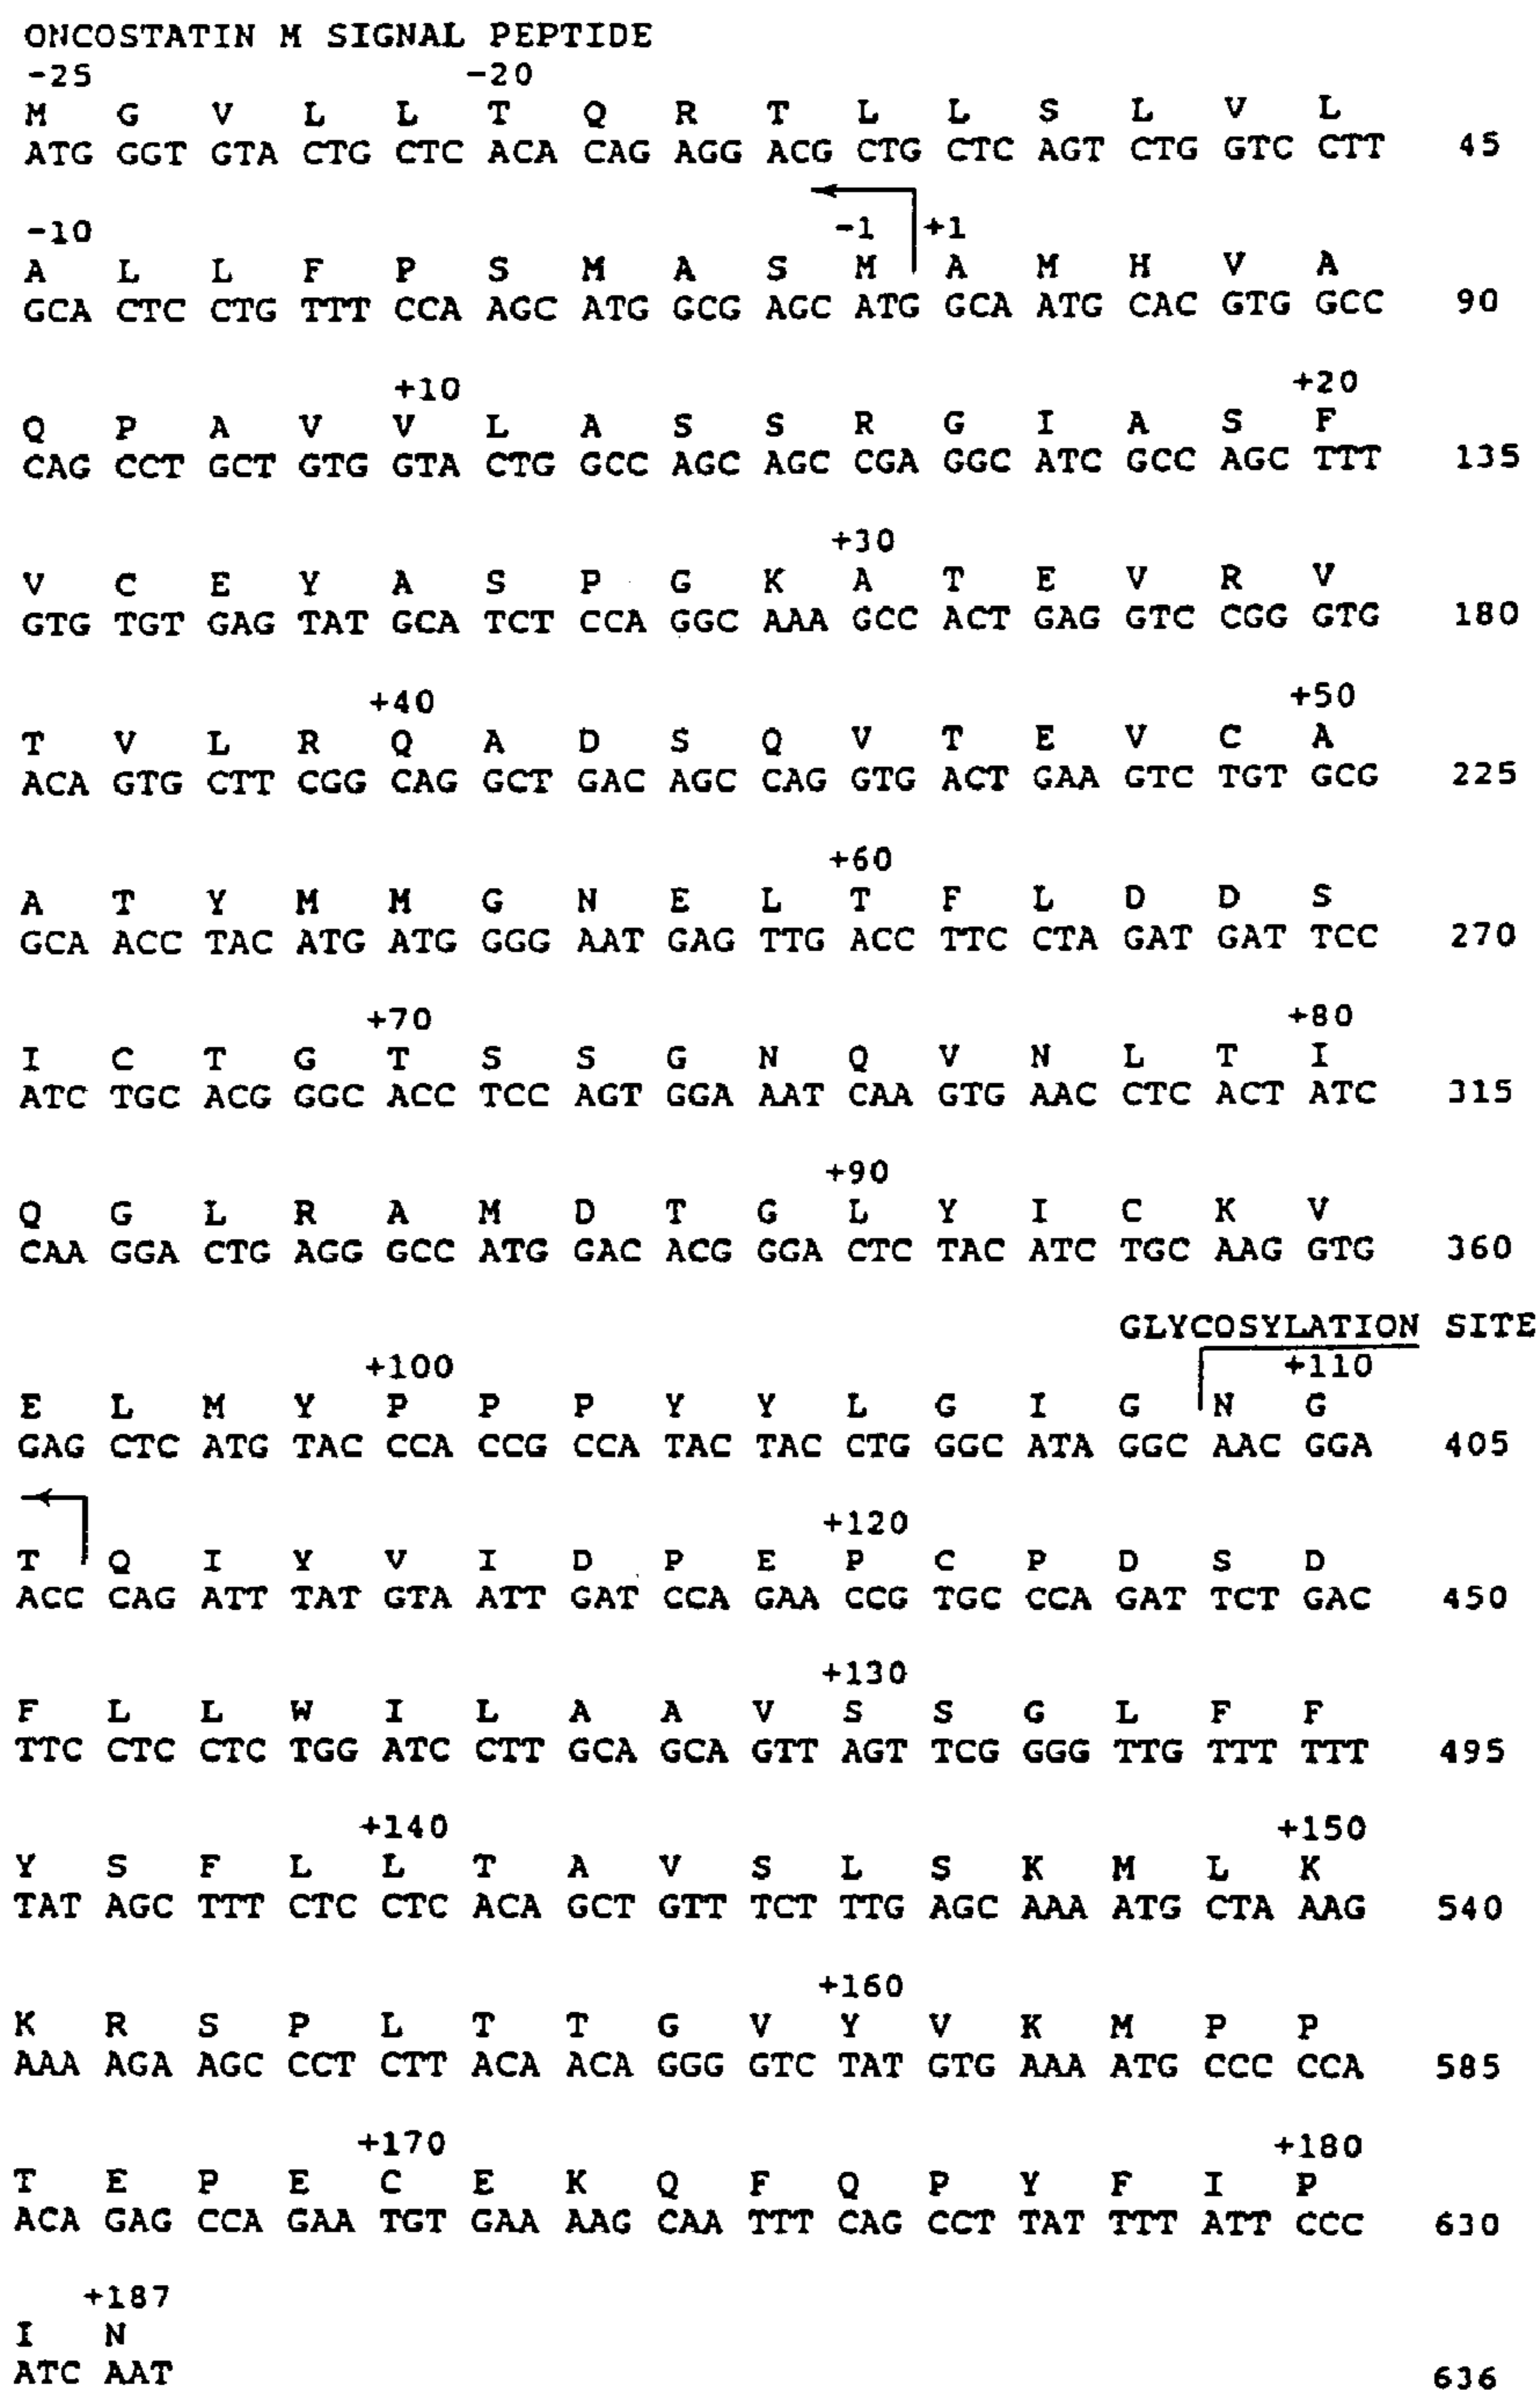 ONCOSTATIN M SIGNAL PEPTIDE
-25 -20
M G V L L T Q R T L L S L V L
ATG GGT GTA CTG CTC ACA CAG AGG ACG CTG CTC AGT CTG GTC CTT 45
-10 -1 +1
A L L F P S M A S M A M H V A
GCA CTC CTG TTT CCA AGC ATG GCG AGC ATG GCA ATG CAC GTG GCC 90
+10 +20
Q P A V V L A S S R G I A S F
CAG CCT GCT GTG GTA CTG GCC AGC AGC CGA GGC ATC GCC AGC TTT 135
+30
V C E Y A S P G K A T E V R V
GTG TGT GAG TAT GCA TCT CCA GGC AAA GCC ACT GAG GTC CGG GTG 180
+40 +50
T V L R Q A D S Q V T E V C A
ACA GTG CTT CGG CAG GCT GAC AGC CAG GTG ACT GAA GTC TGT GCG 225
+60
A T Y M M G N E L T F L D D S
GCA ACC TAC ATG ATG GGG AAT GAG TTG ACC TTC CTA GAT GAT TCC 270
+70 +80
I C T G T S S G N Q V N L T I
ATC TGC ACG GGC ACC TCC AGT GGA AAT CAA GTG AAC CTC ACT ATC 315
+90
Q G L R A M D T G L Y I C K V
CAA GGA CTG AGG GCC ATG GAC ACG GGA CTC TAC ATC TGC AAG GTG 360
GLYCOSYLATION SITE
+100 +110
E L M Y P P P Y Y L G I G N G
GAG CTC ATG TAC CCA CCG CCA TAC TAC CTG GGC ATA GGC AAC GGA 405
+120
T Q I Y V I D P E P C P D S D
ACC CAG ATT TAT GTA ATT GAT CCA GAA CCG TGC CCA GAT TCT GAC 450
+130
F L L W I L A A V S S G L F F
TTC CTC CTC TGG ATC CTT GCA GCA GTT AGT TCG GGG TTG TTT TTT 495
+140 +150
Y S F L L T A V S L S K M L K
TAT AGC TTT CTC CTC ACA GCT GTT TCT TTG AGC AAA ATG CTA AAG 540
+160
K R S P L T T G V Y V K M P P
AAA AGA AGC CCT CTT ACA ACA GGG GTC TAT GTG AAA ATG CCC CCA 585
+170 +180
T E P E C E K Q F Q P Y F I P
ACA GAG CCA GAA TGT GAA AAG CAA TTT CAG CCT TAT TTT ATT CCC 630
+187
I N
ATC AAT 636